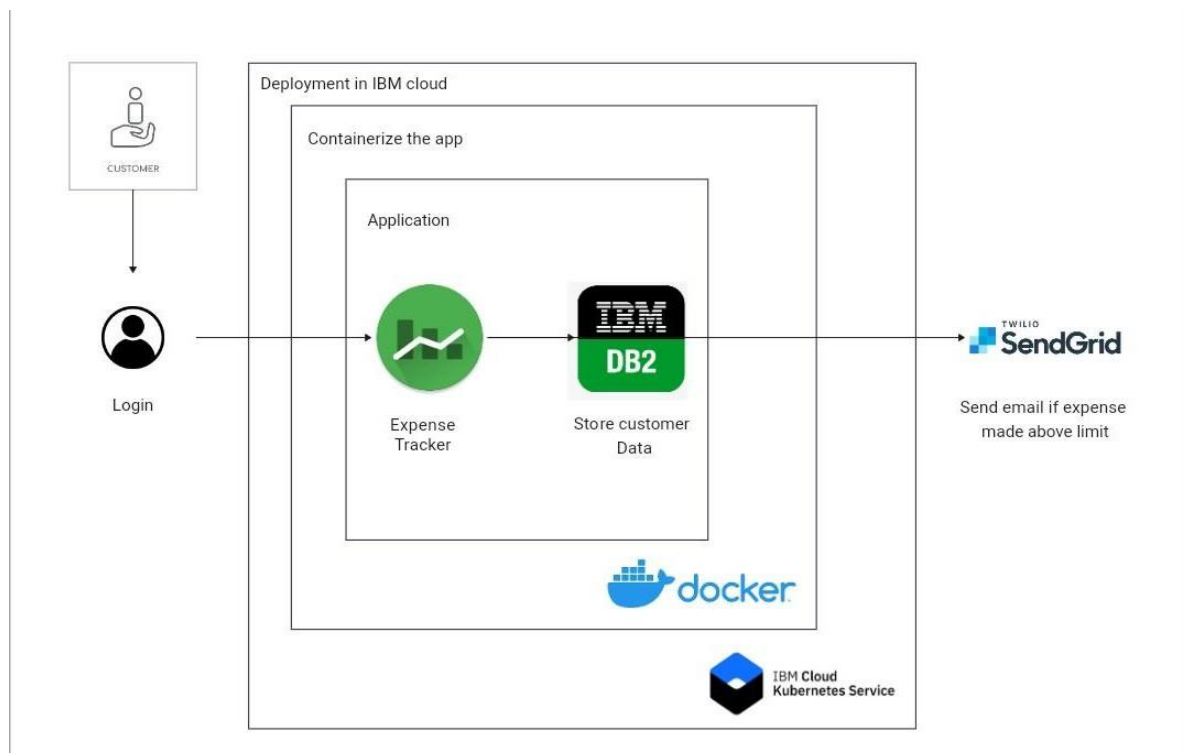 Deployment in IBM cloud
Containerize the app
CUSTOMER
Application
IBM
DB2
TWILIO
SendGrid
Login
Expense
Tracker
Store customer
Data
Send email if expense
made above limit
docker
IBM Cloud
Kubernetes Service